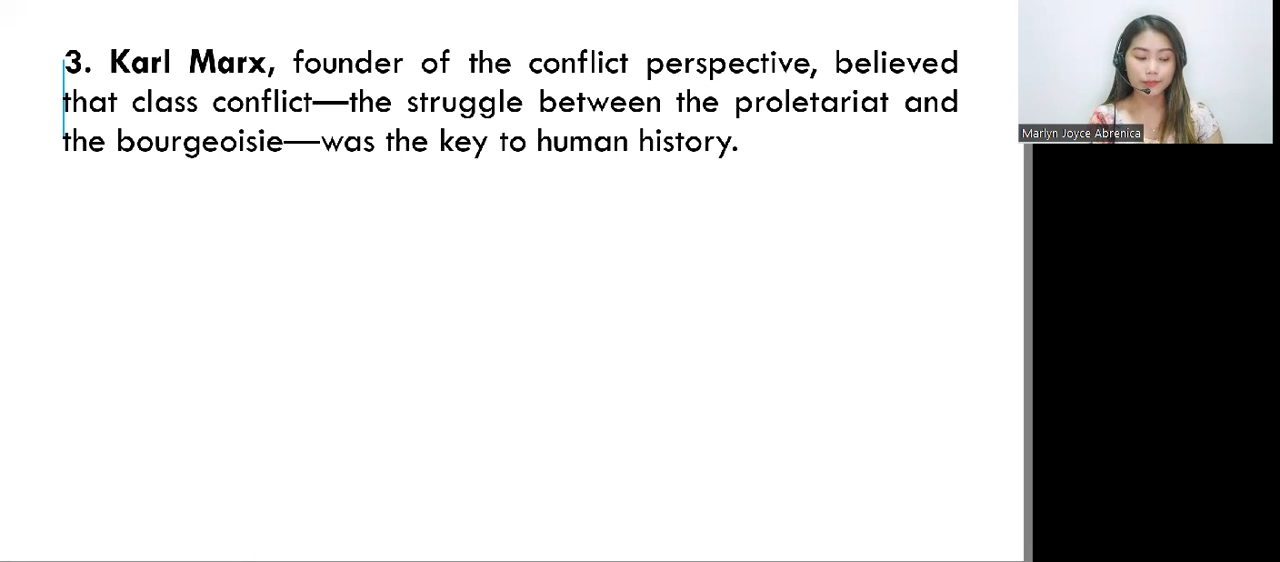 3. Karl Marx, founder of the conflict perspective, believed
that class conflict—the struggle between the proletariat and
the bourgeoisie—was the key to human history.
Marlyn Joyce Abrenica